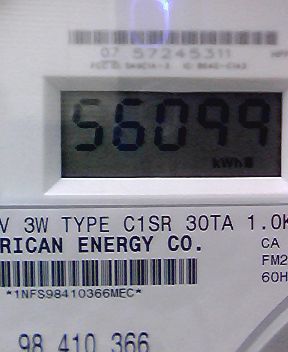 07 57245311
56099
kWh
V 3W TYPE C1SR 30TA 1.0K
RICAN ENERGY CO.
CA
FM2
60H
*1NFS98410366MEC*
98 410 366